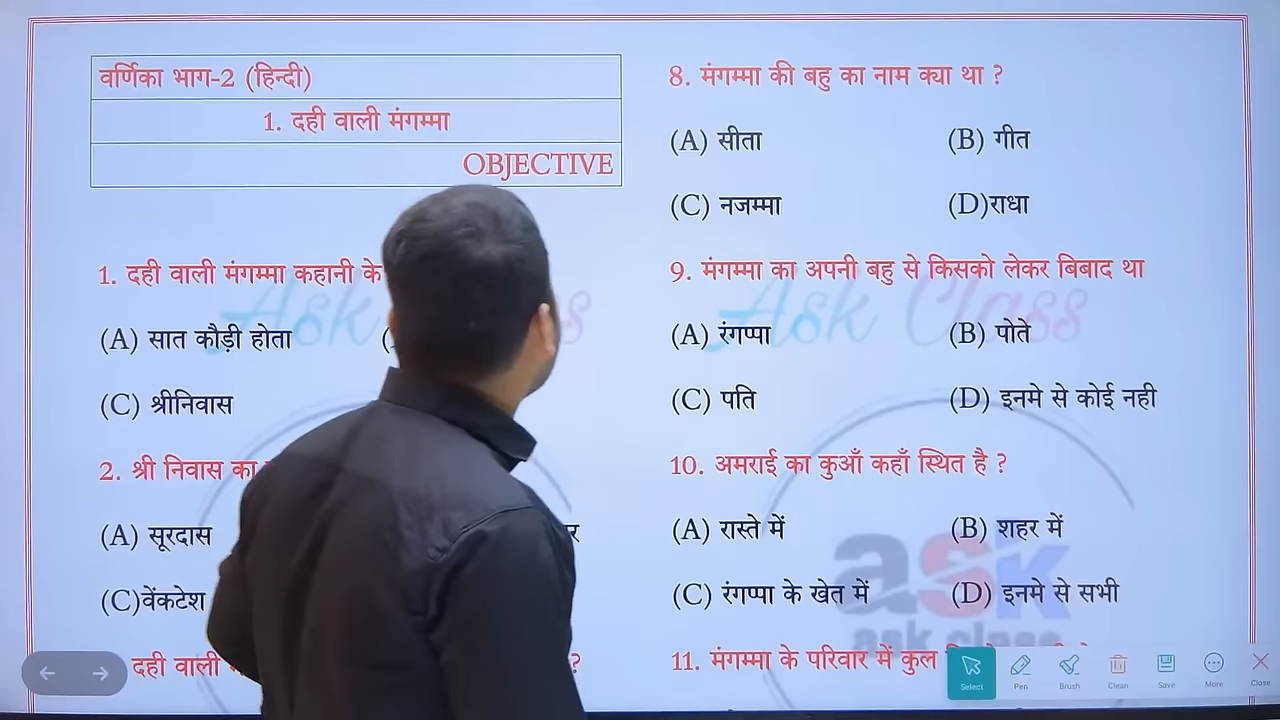 वर्णिका भाग-2 (हिन्दी)
1. दही वाली मंगम्मा
OBJECTIVE
1. दही वाली मंगम्मा कहानी के
(A) सात कौड़ी होता
(C) श्रीनिवास
2. श्री निवास का
(A) सूरदास
(C)वेंकटेश
दही वाली
8. मंगम्मा की बहु का नाम क्या था ?
(A) सीता (B) गीत
(C) नजम्मा (D)राधा
9. मंगम्मा का अपनी बहु से किसको लेकर बिबाद था
(A) रंगप्पा (B) पोते
(C) पति (D) इनमे से कोई नही
10. अमराई का कुआँ कहाँ स्थित है ?
(A) रास्ते में (B) शहर में
(C) रंगप्पा के खेत में (D) इनमे से सभी
11. मंगम्मा के परिवार में कुल
Ask Class
ask
ask class
Select Pen Brush Clean Save More Close